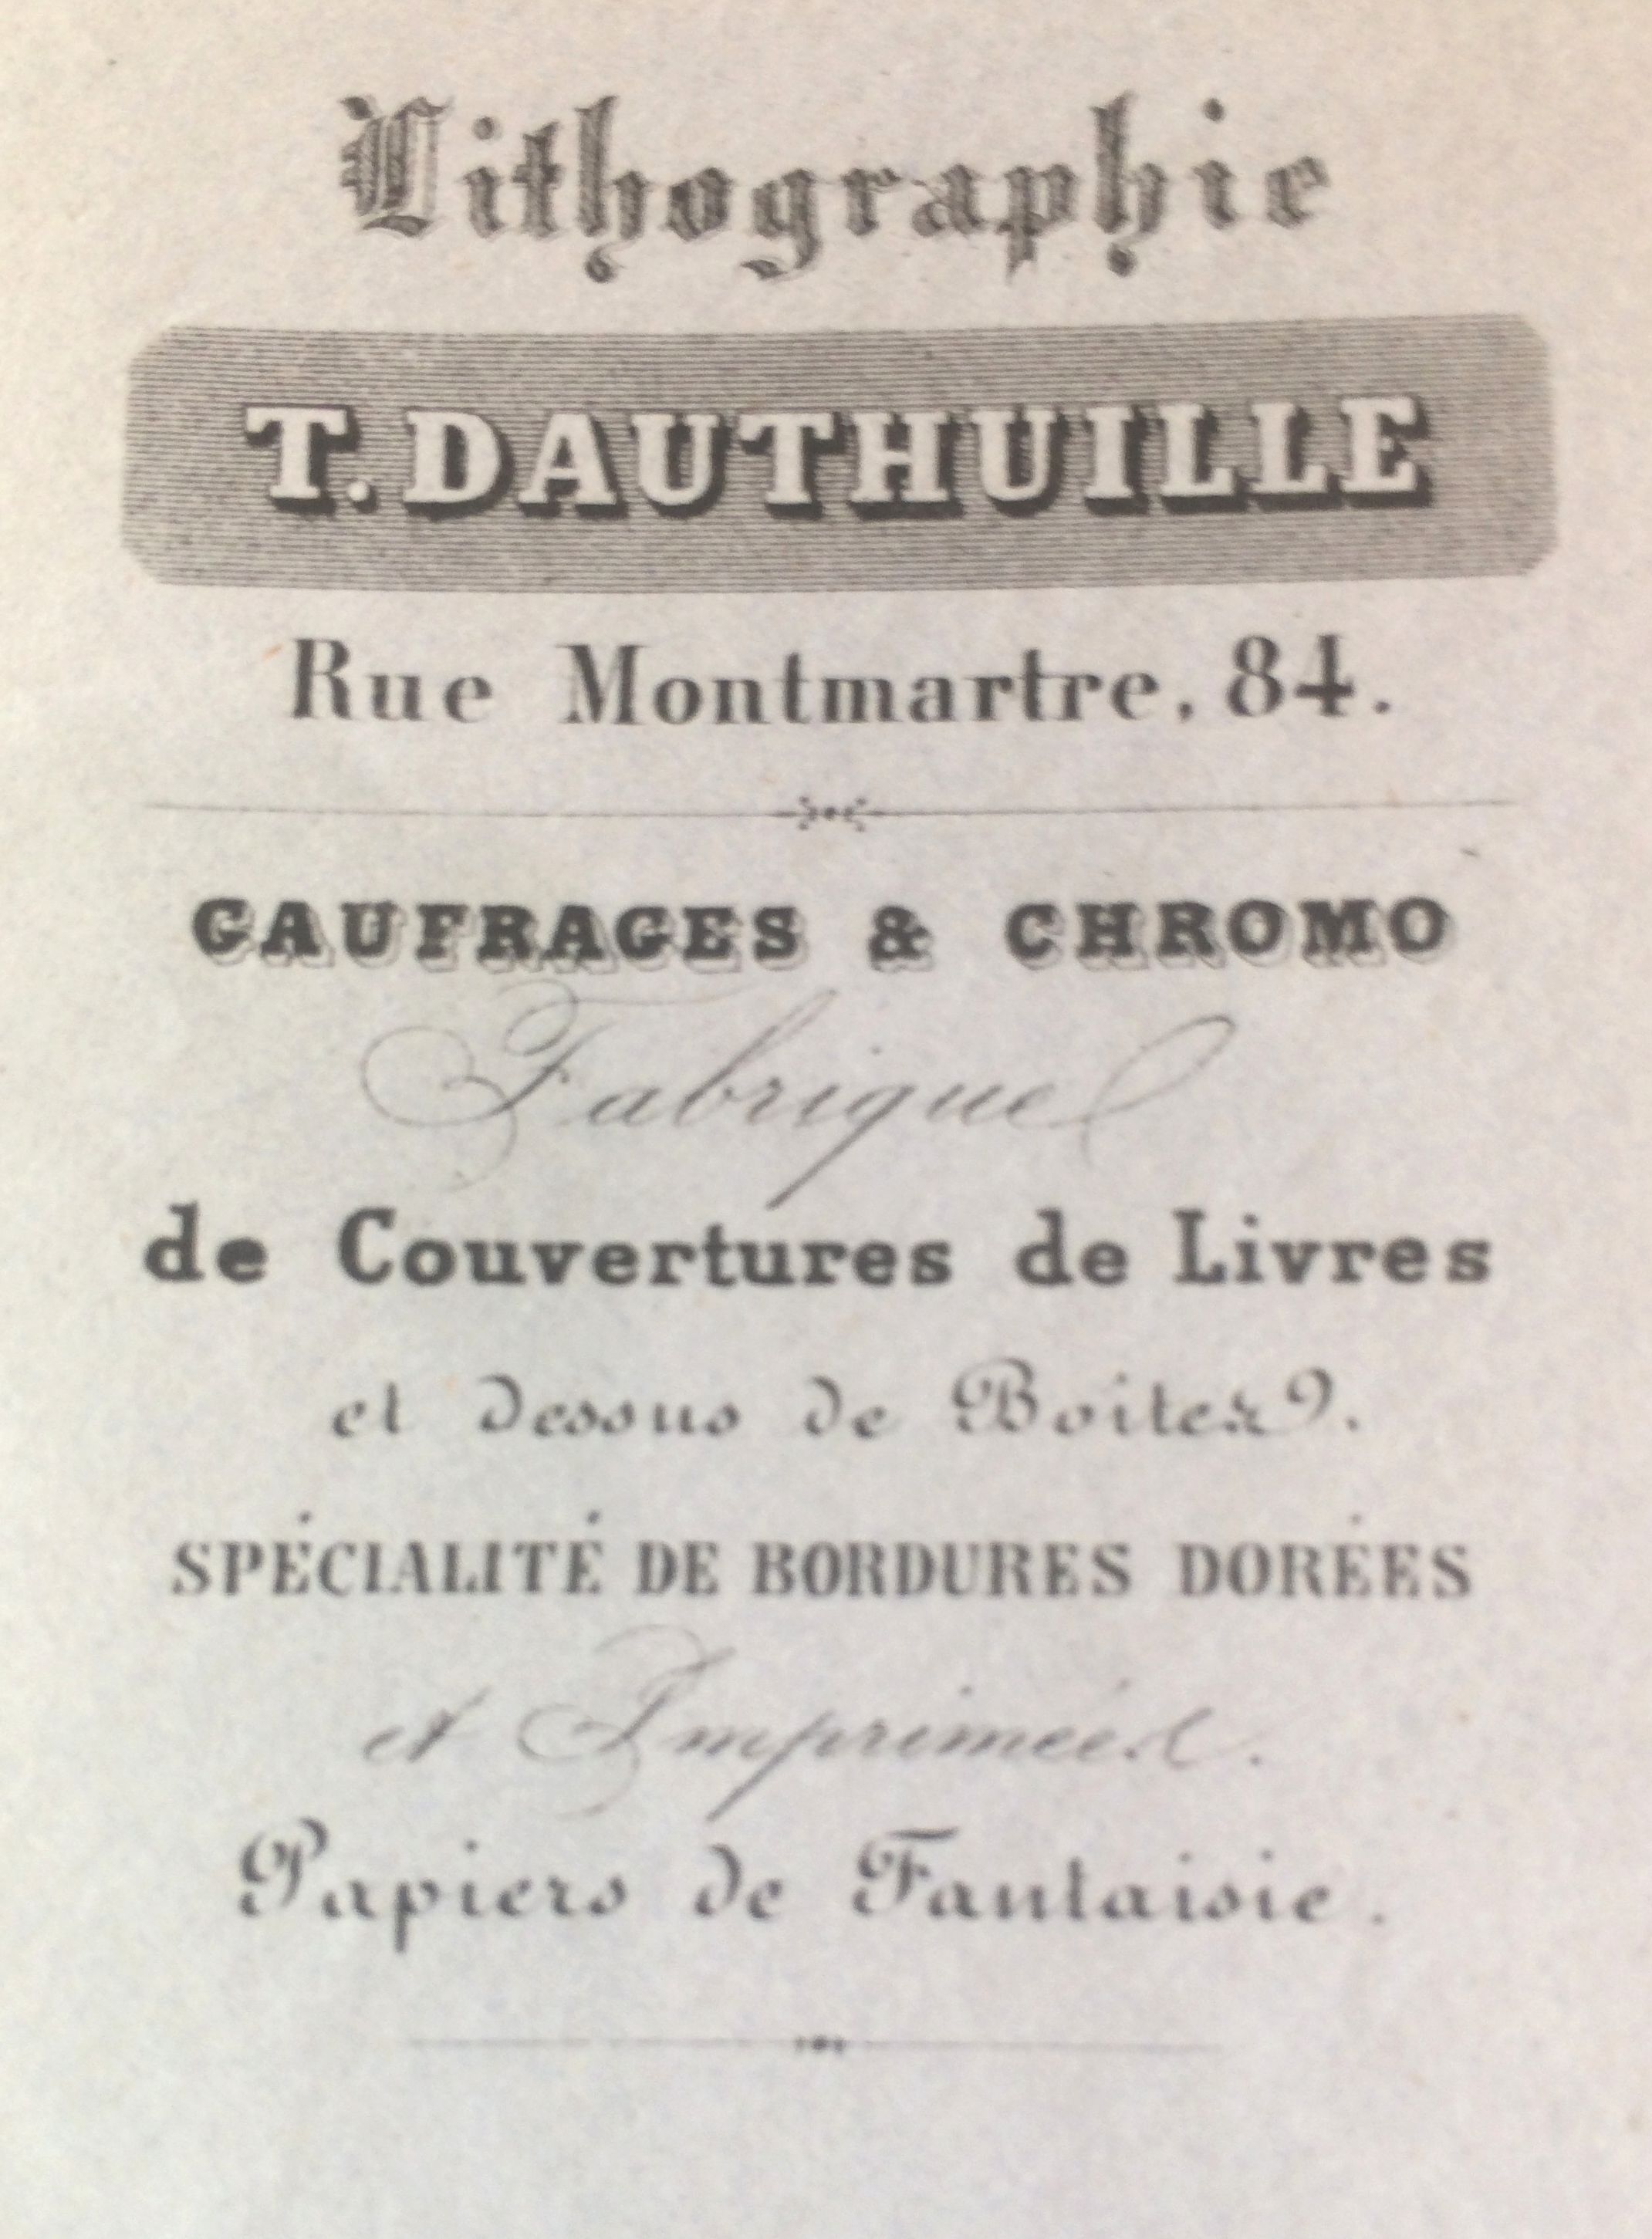 Lithographie
T. DAUTHUILLE
Rue Montmartre, 84.
GAUFRAGES & CHROMO
Fabrique
de Couvertures de Livres
et dessus de Boites.
SPÉCIALITÉ DE BORDURES DORÉES
et Imprimées.
Papiers de Fantaisie.